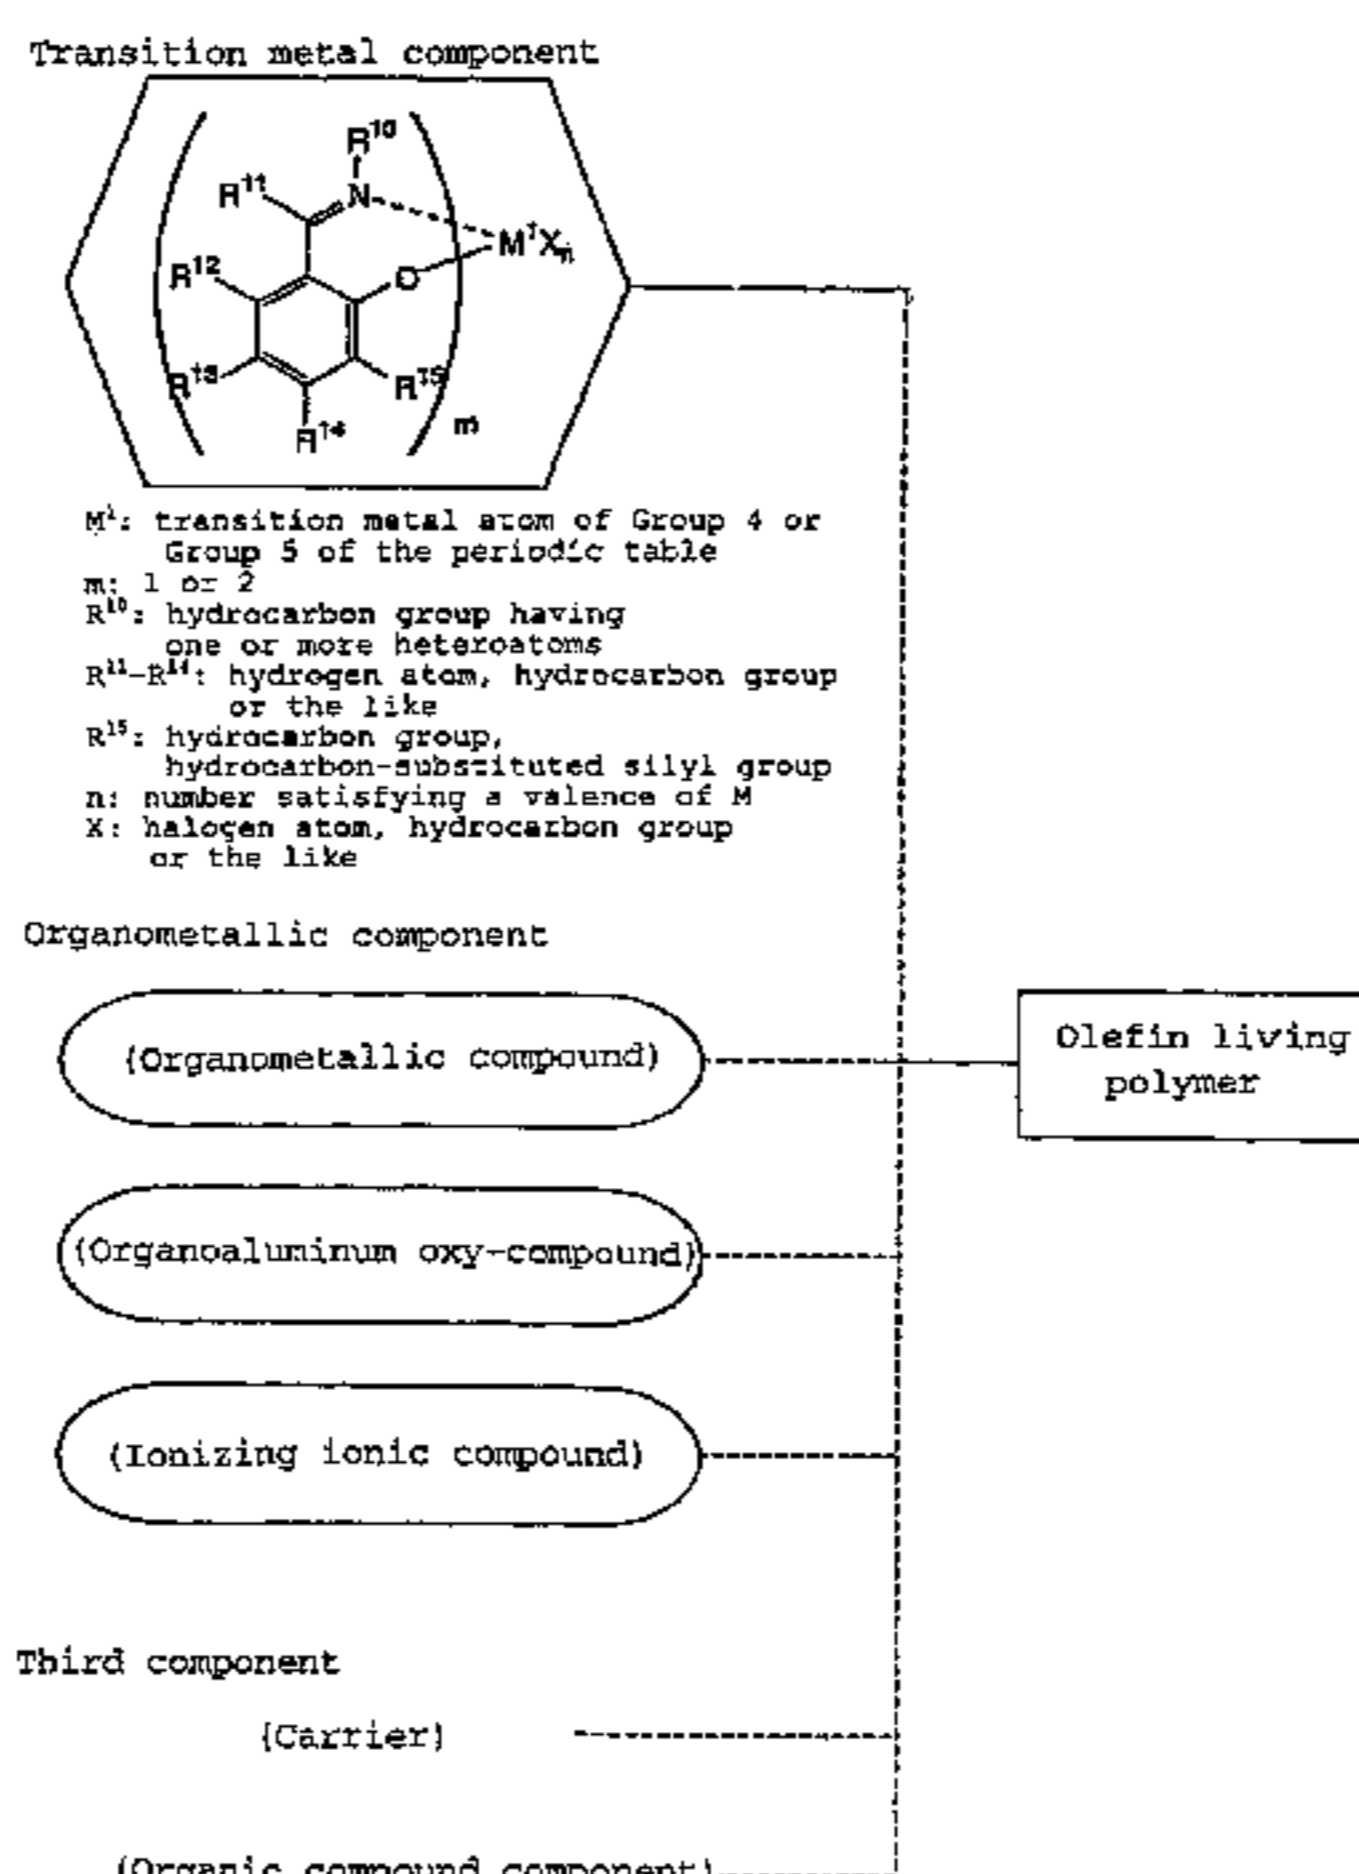 Transition metal component
R10
R11
N
M1Xn
R12
O
R13
R15
R14
m
M1: transition metal atom of Group 4 or
Group 5 of the periodic table
m: 1 or 2
R10: hydrocarbon group having
one or more heteroatoms
R11-R14: hydrogen atom, hydrocarbon group
or the like
R15: hydrocarbon group,
hydrocarbon-substituted silyl group
n: number satisfying a valence of M
X: halogen atom, hydrocarbon group
or the like
Organometallic component
(Organometallic compound)
Olefin living
polymer
(Organoaluminum oxy-compound)
(Ionizing ionic compound)
Third component
(Carrier)
(Organic compound component)